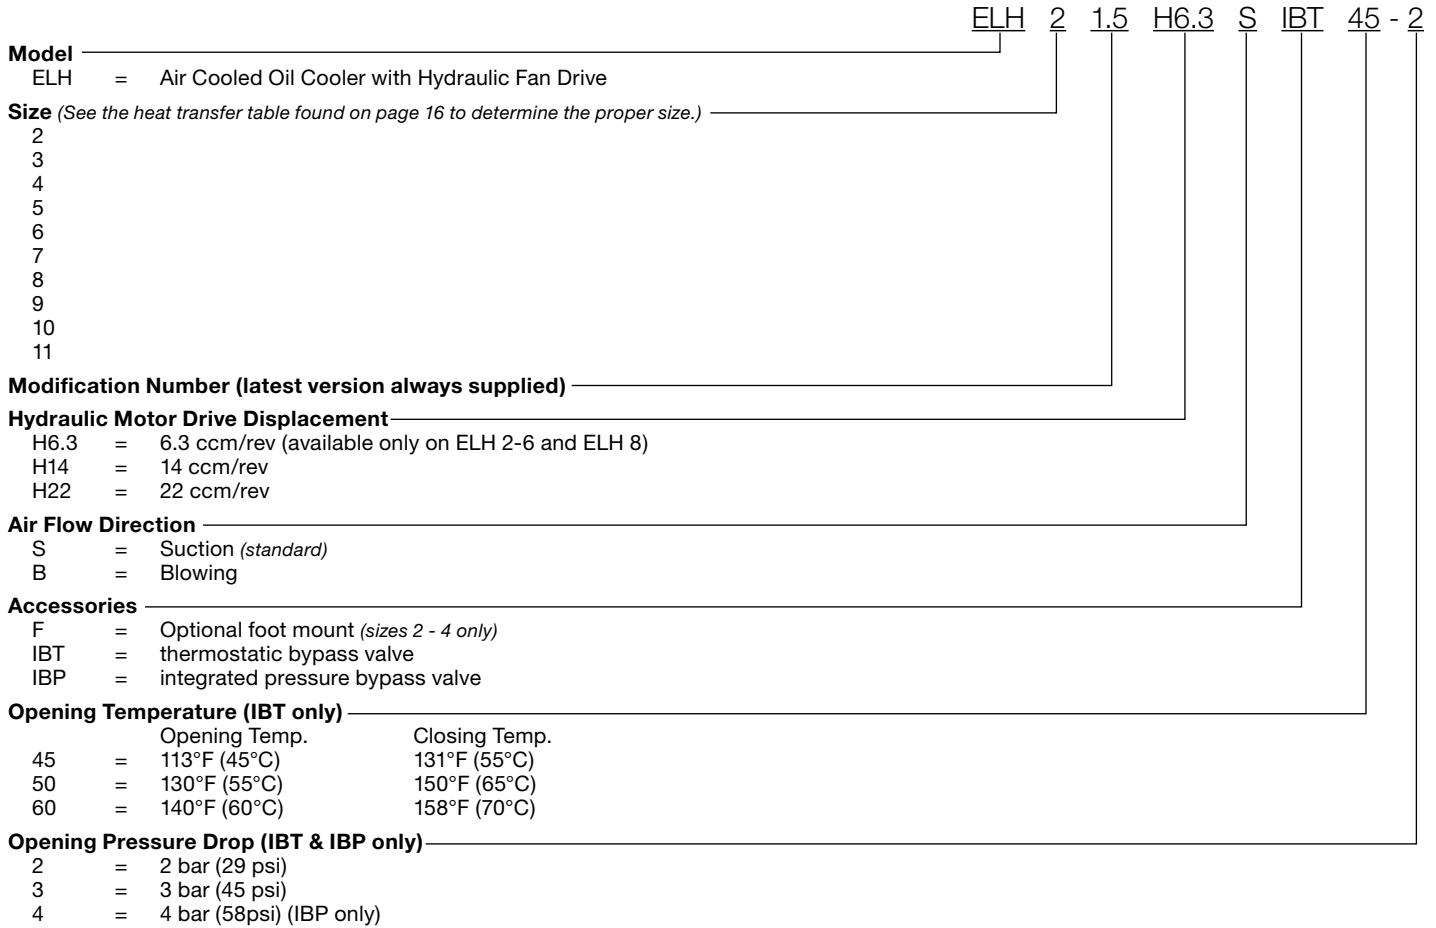 ELH 2 1.5 H6.3 S IBT 45 - 2
Model
ELH = Air Cooled Oil Cooler with Hydraulic Fan Drive
Size (See the heat transfer table found on page 16 to determine the proper size.)
2
3
4
5
6
7
8
9
10
11
Modification Number (latest version always supplied)
Hydraulic Motor Drive Displacement
H6.3 = 6.3 ccm/rev (available only on ELH 2-6 and ELH 8)
H14 = 14 ccm/rev
H22 = 22 ccm/rev
Air Flow Direction
S = Suction (standard)
B = Blowing
Accessories
F = Optional foot mount (sizes 2 - 4 only)
IBT = thermostatic bypass valve
IBP = integrated pressure bypass valve
Opening Temperature (IBT only)
Opening Temp. Closing Temp.
45 = 113°F (45°C) 131°F (55°C)
50 = 130°F (55°C) 150°F (65°C)
60 = 140°F (60°C) 158°F (70°C)
Opening Pressure Drop (IBT & IBP only)
2 = 2 bar (29 psi)
3 = 3 bar (45 psi)
4 = 4 bar (58psi) (IBP only)